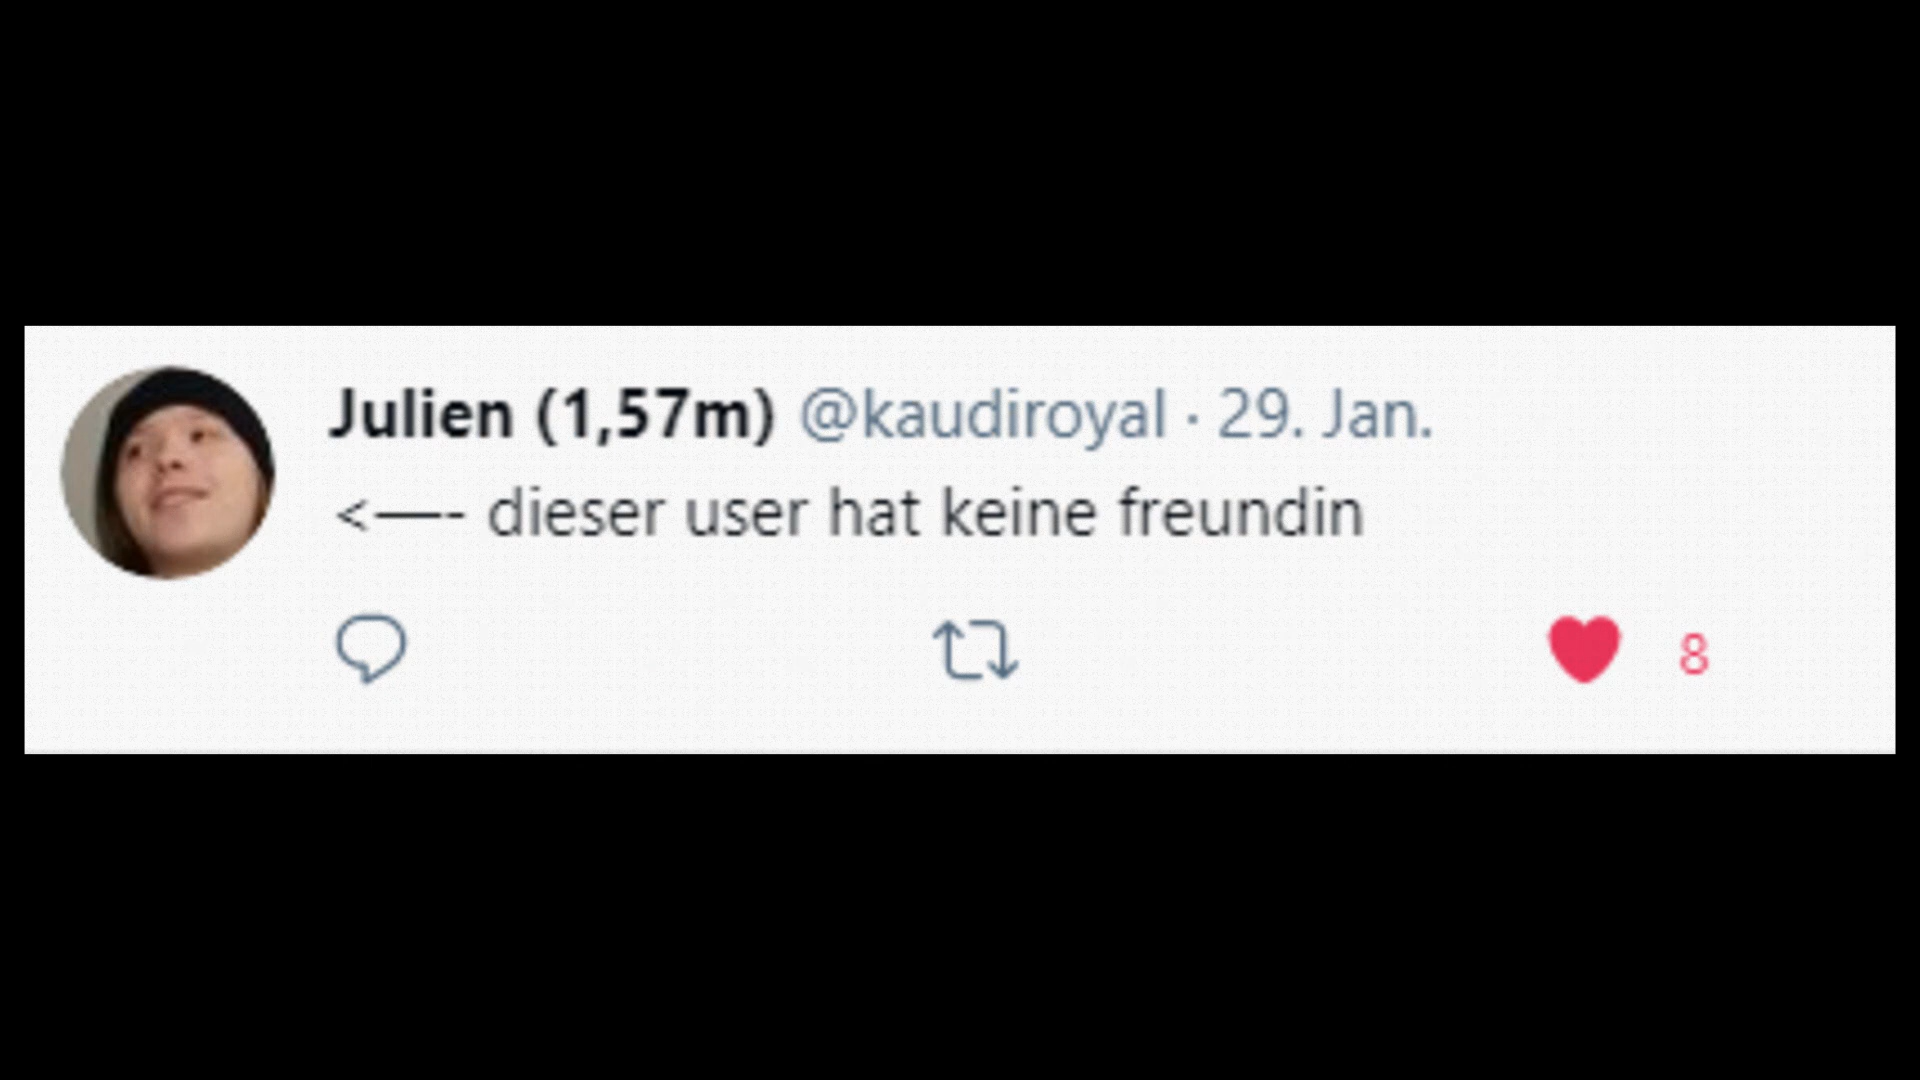 Julien (1,57m) @kaudiroyal · 29. Jan.
<—- dieser user hat keine freundin
8